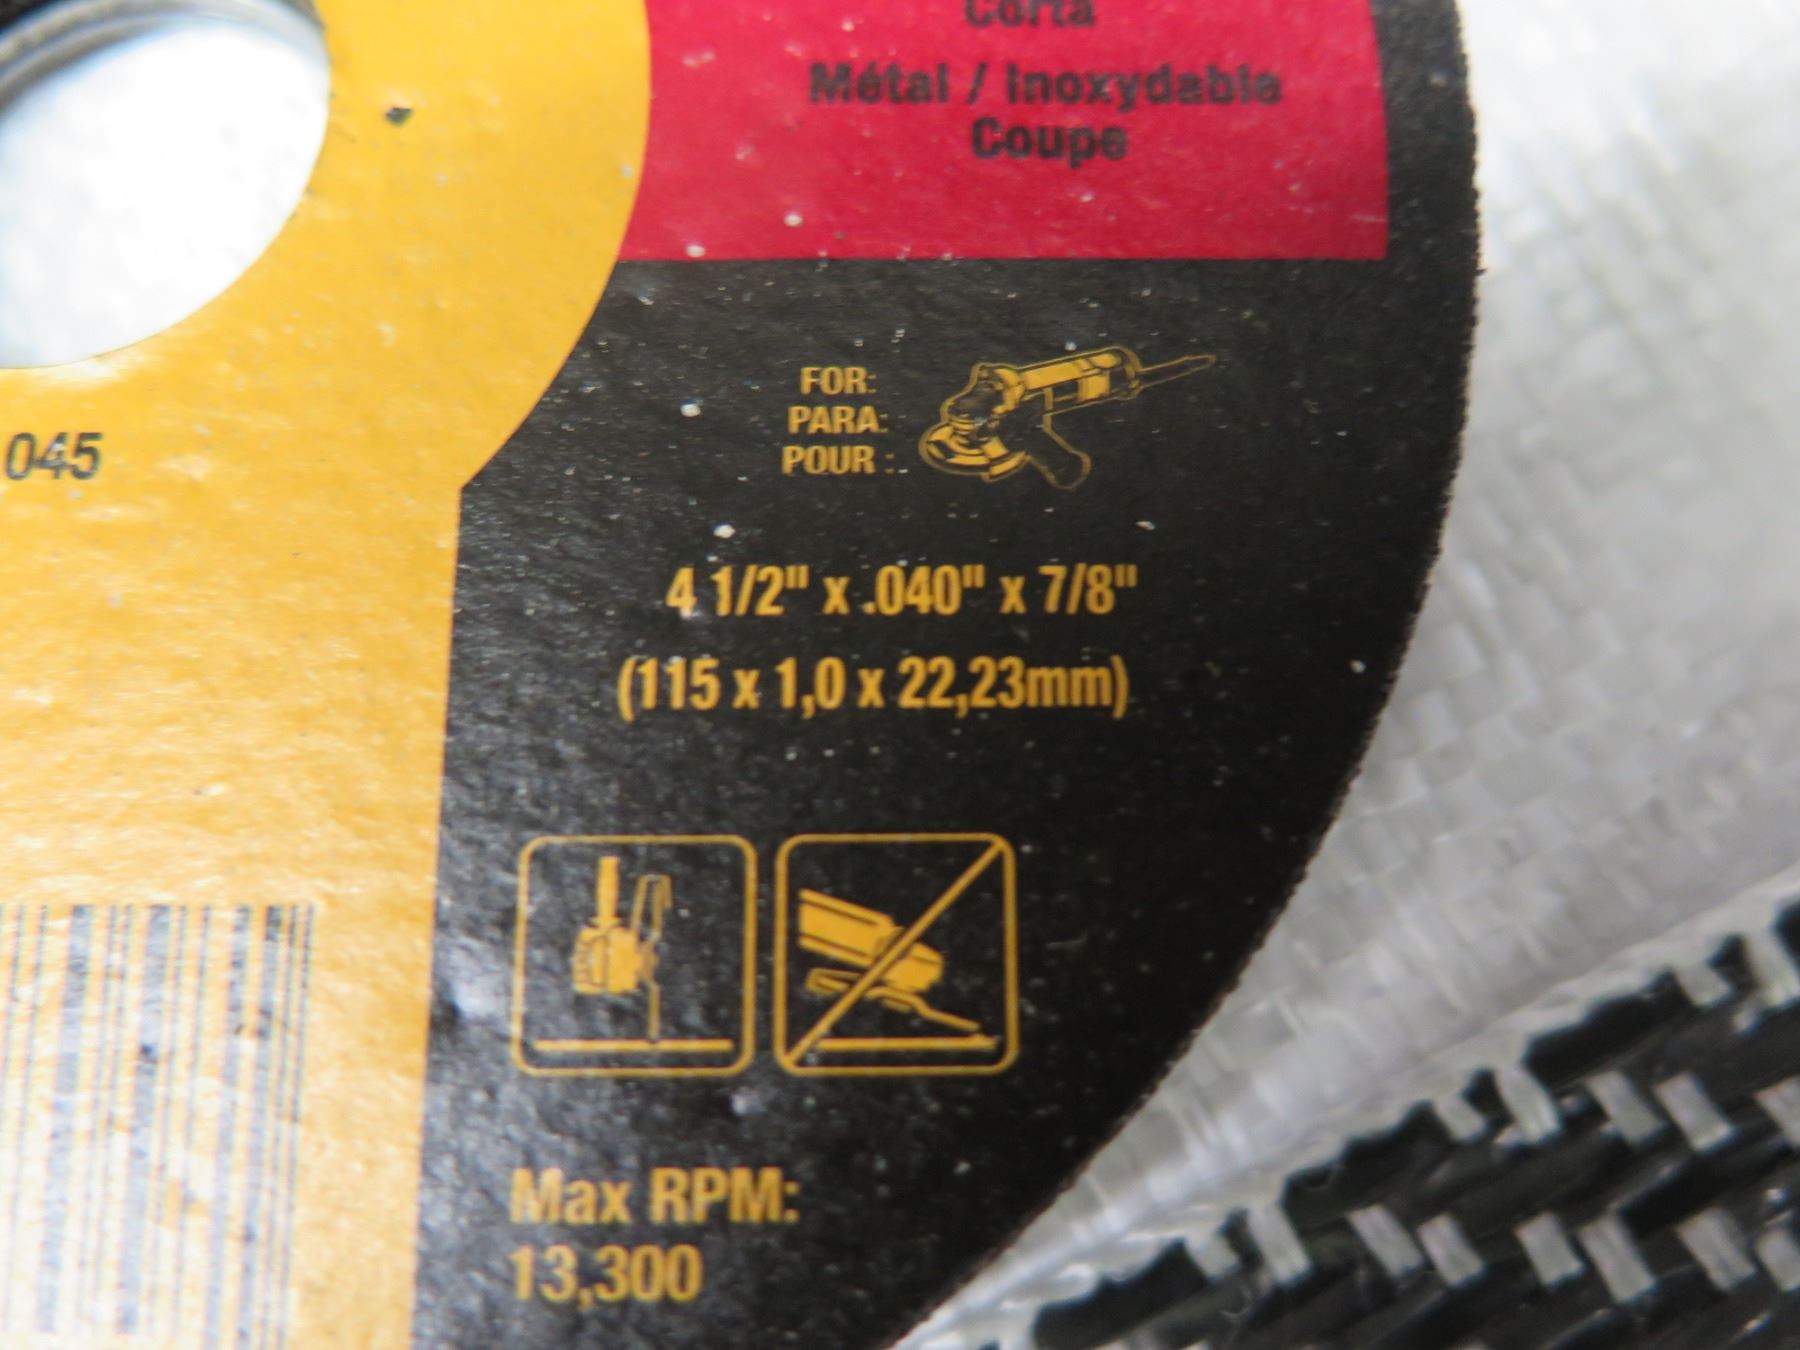 Corta
Métal / Inoxydable
Coupe
FOR:
PARA:
POUR :
045
4 1/2" x .040" x 7/8"
(115 x 1,0 x 22,23mm)
Max RPM:
13,300